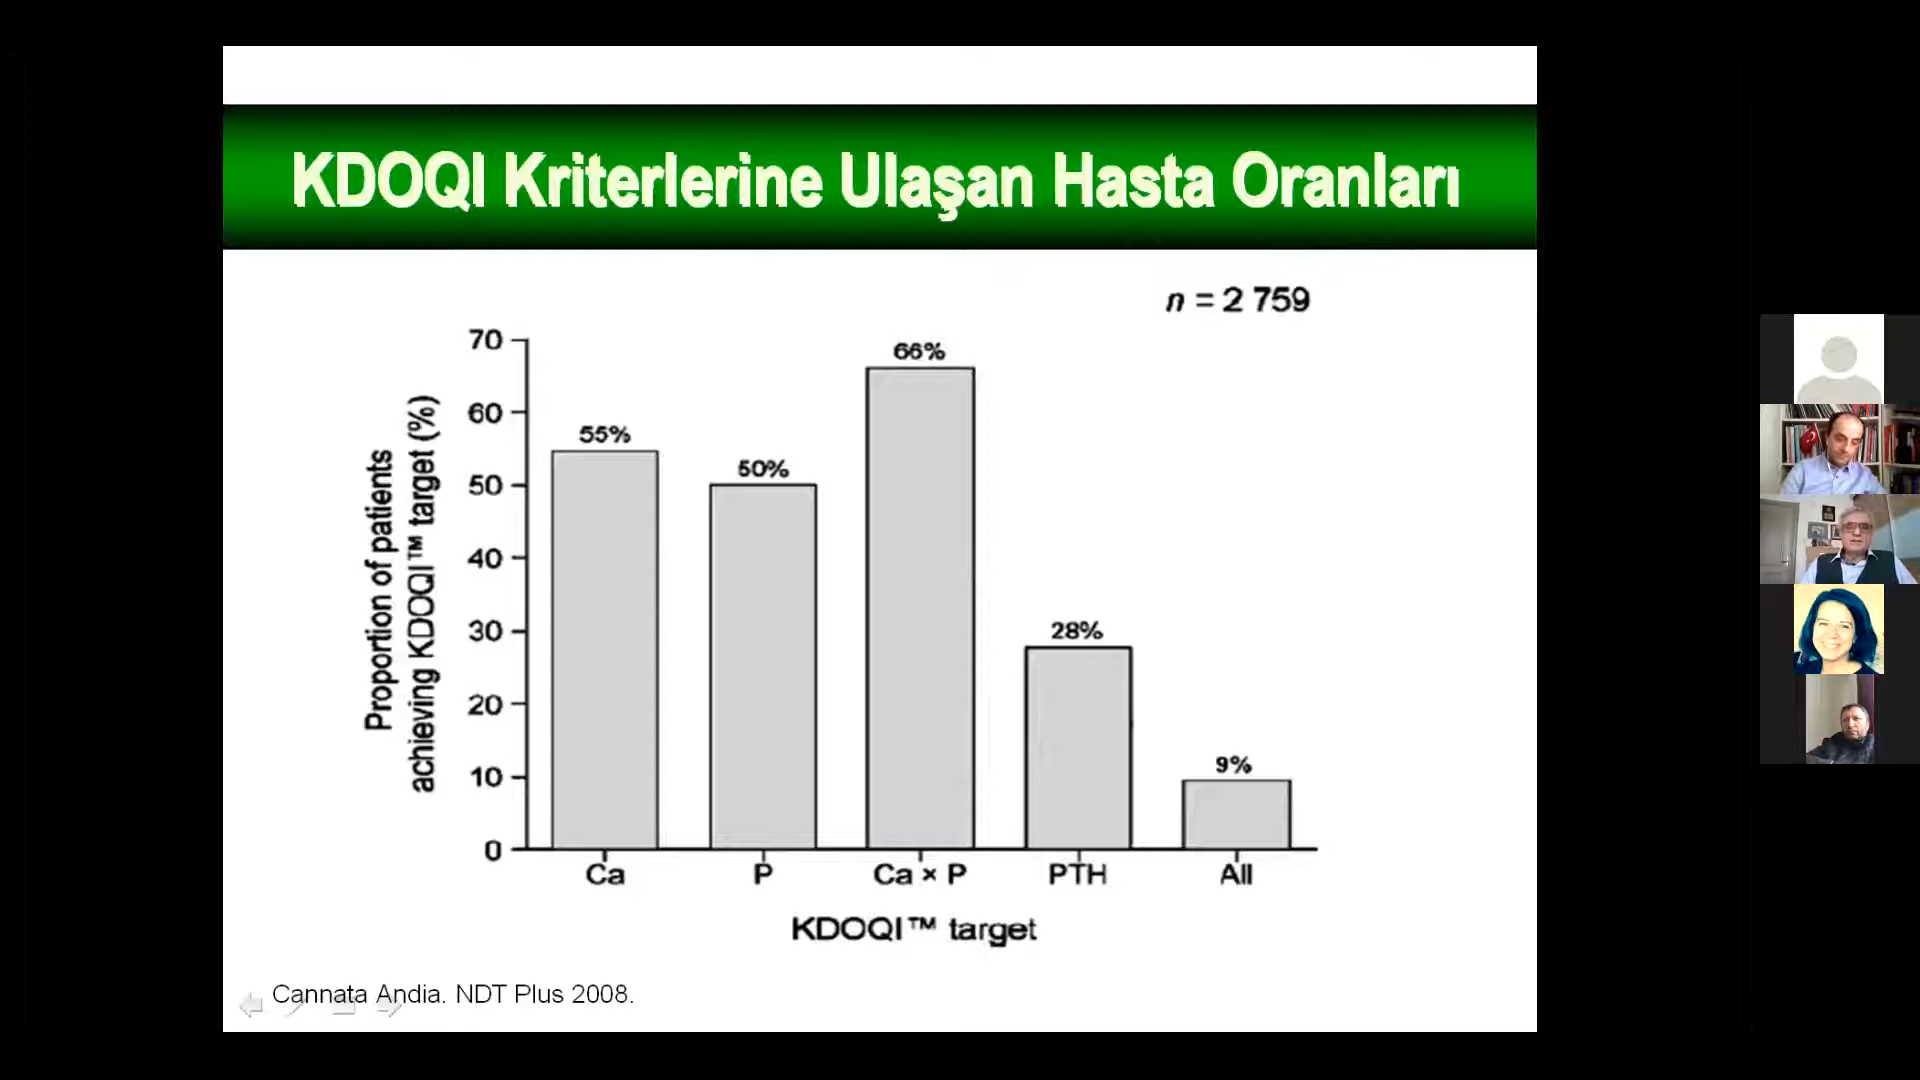 KDOQI Kriterlerine Ulaşan Hasta Oranları
n = 2 759
Proportion of patients
achieving KDOQI™ target (%)
70
60
50
40
30
20
10
0
55%
50%
66%
28%
9%
Ca
P
Ca × P
PTH
All
KDOQI™ target
Cannata Andia. NDT Plus 2008.